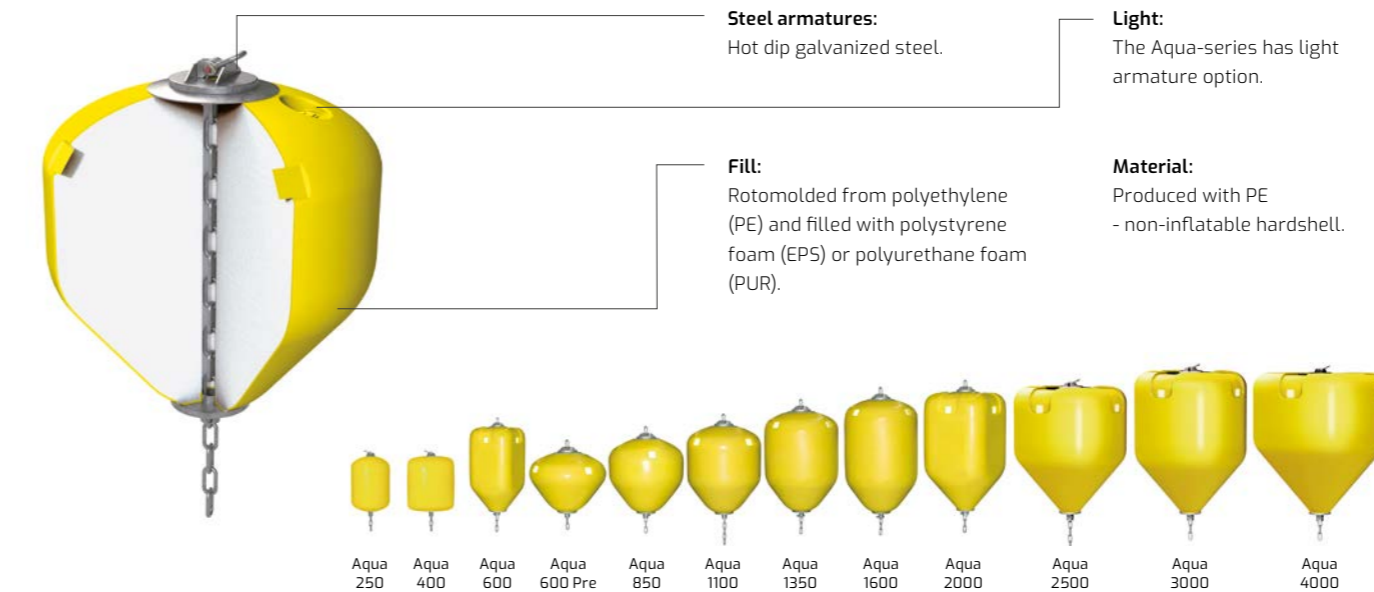 Steel armatures:
Hot dip galvanized steel.
Light:
The Aqua-series has light
armature option.
Fill:
Rotomolded from polyethylene
(PE) and filled with polystyrene
foam (EPS) or polyurethane foam
(PUR).
Material:
Produced with PE
- non-inflatable hardshell.
Aqua
250
Aqua
400
Aqua
600
Aqua
600 Pre
Aqua
850
Aqua
1100
Aqua
1350
Aqua
1600
Aqua
2000
Aqua
2500
Aqua
3000
Aqua
4000